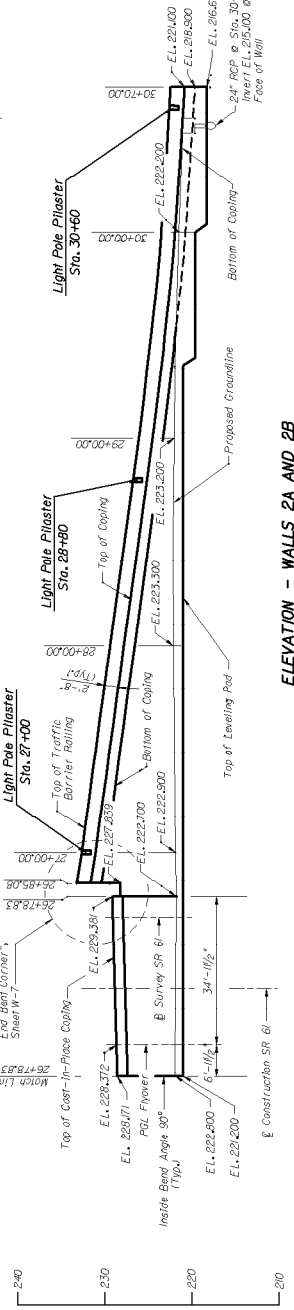 240
230
220
210
End Bent Corner",
Sheet W-7
Match Lin
26+78.83
26+78.83
26+85.08
27+00.00
28+00.00
29+00.00
30+00.00
30+70.00
Light Pole Pilaster
Sta. 27+00
Light Pole Pilaster
Sta. 28+80
Light Pole Pilaster
Sta. 30+60
Top of Cast-In-Place Coping
Top of Traffic
Barrier Railing
Top of Coping
2'-8"
(Typ.)
Bottom of Coping
Bottom of Coping
EL. 228.372
EL. 228.171
EL. 229.381
EL. 227.839
EL. 222.700
EL. 222.900
EL. 223.300
EL. 223.200
EL. 222.200
EL. 221.100
EL. 218.900
EL. 216.6
24" RCP @ Sta. 30+
Invert EL. 215.100 @
Face of Wall
PGL Flyover
Inside Bend Angle 90°
(Typ.)
EL. 222.800
EL. 221.200
6'-11½"
34'-11½"
Survey SR 61
Construction SR 61
Top of Leveling Pad
Proposed Groundline
ELEVATION - WALLS 2A AND 2B